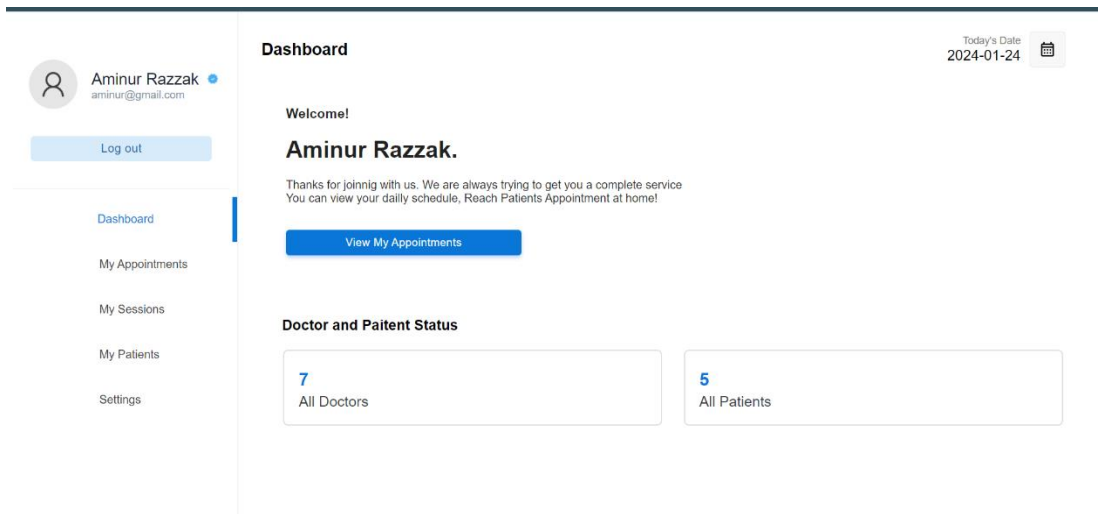 Aminur Razzak
aminur@gmail.com
Log out
Dashboard
My Appointments
My Sessions
My Patients
Settings
Dashboard
Today's Date
2024-01-24
Welcome!
Aminur Razzak.
Thanks for joinnig with us. We are always trying to get you a complete service
You can view your dailly schedule, Reach Patients Appointment at home!
View My Appointments
Doctor and Paitent Status
7
All Doctors
5
All Patients